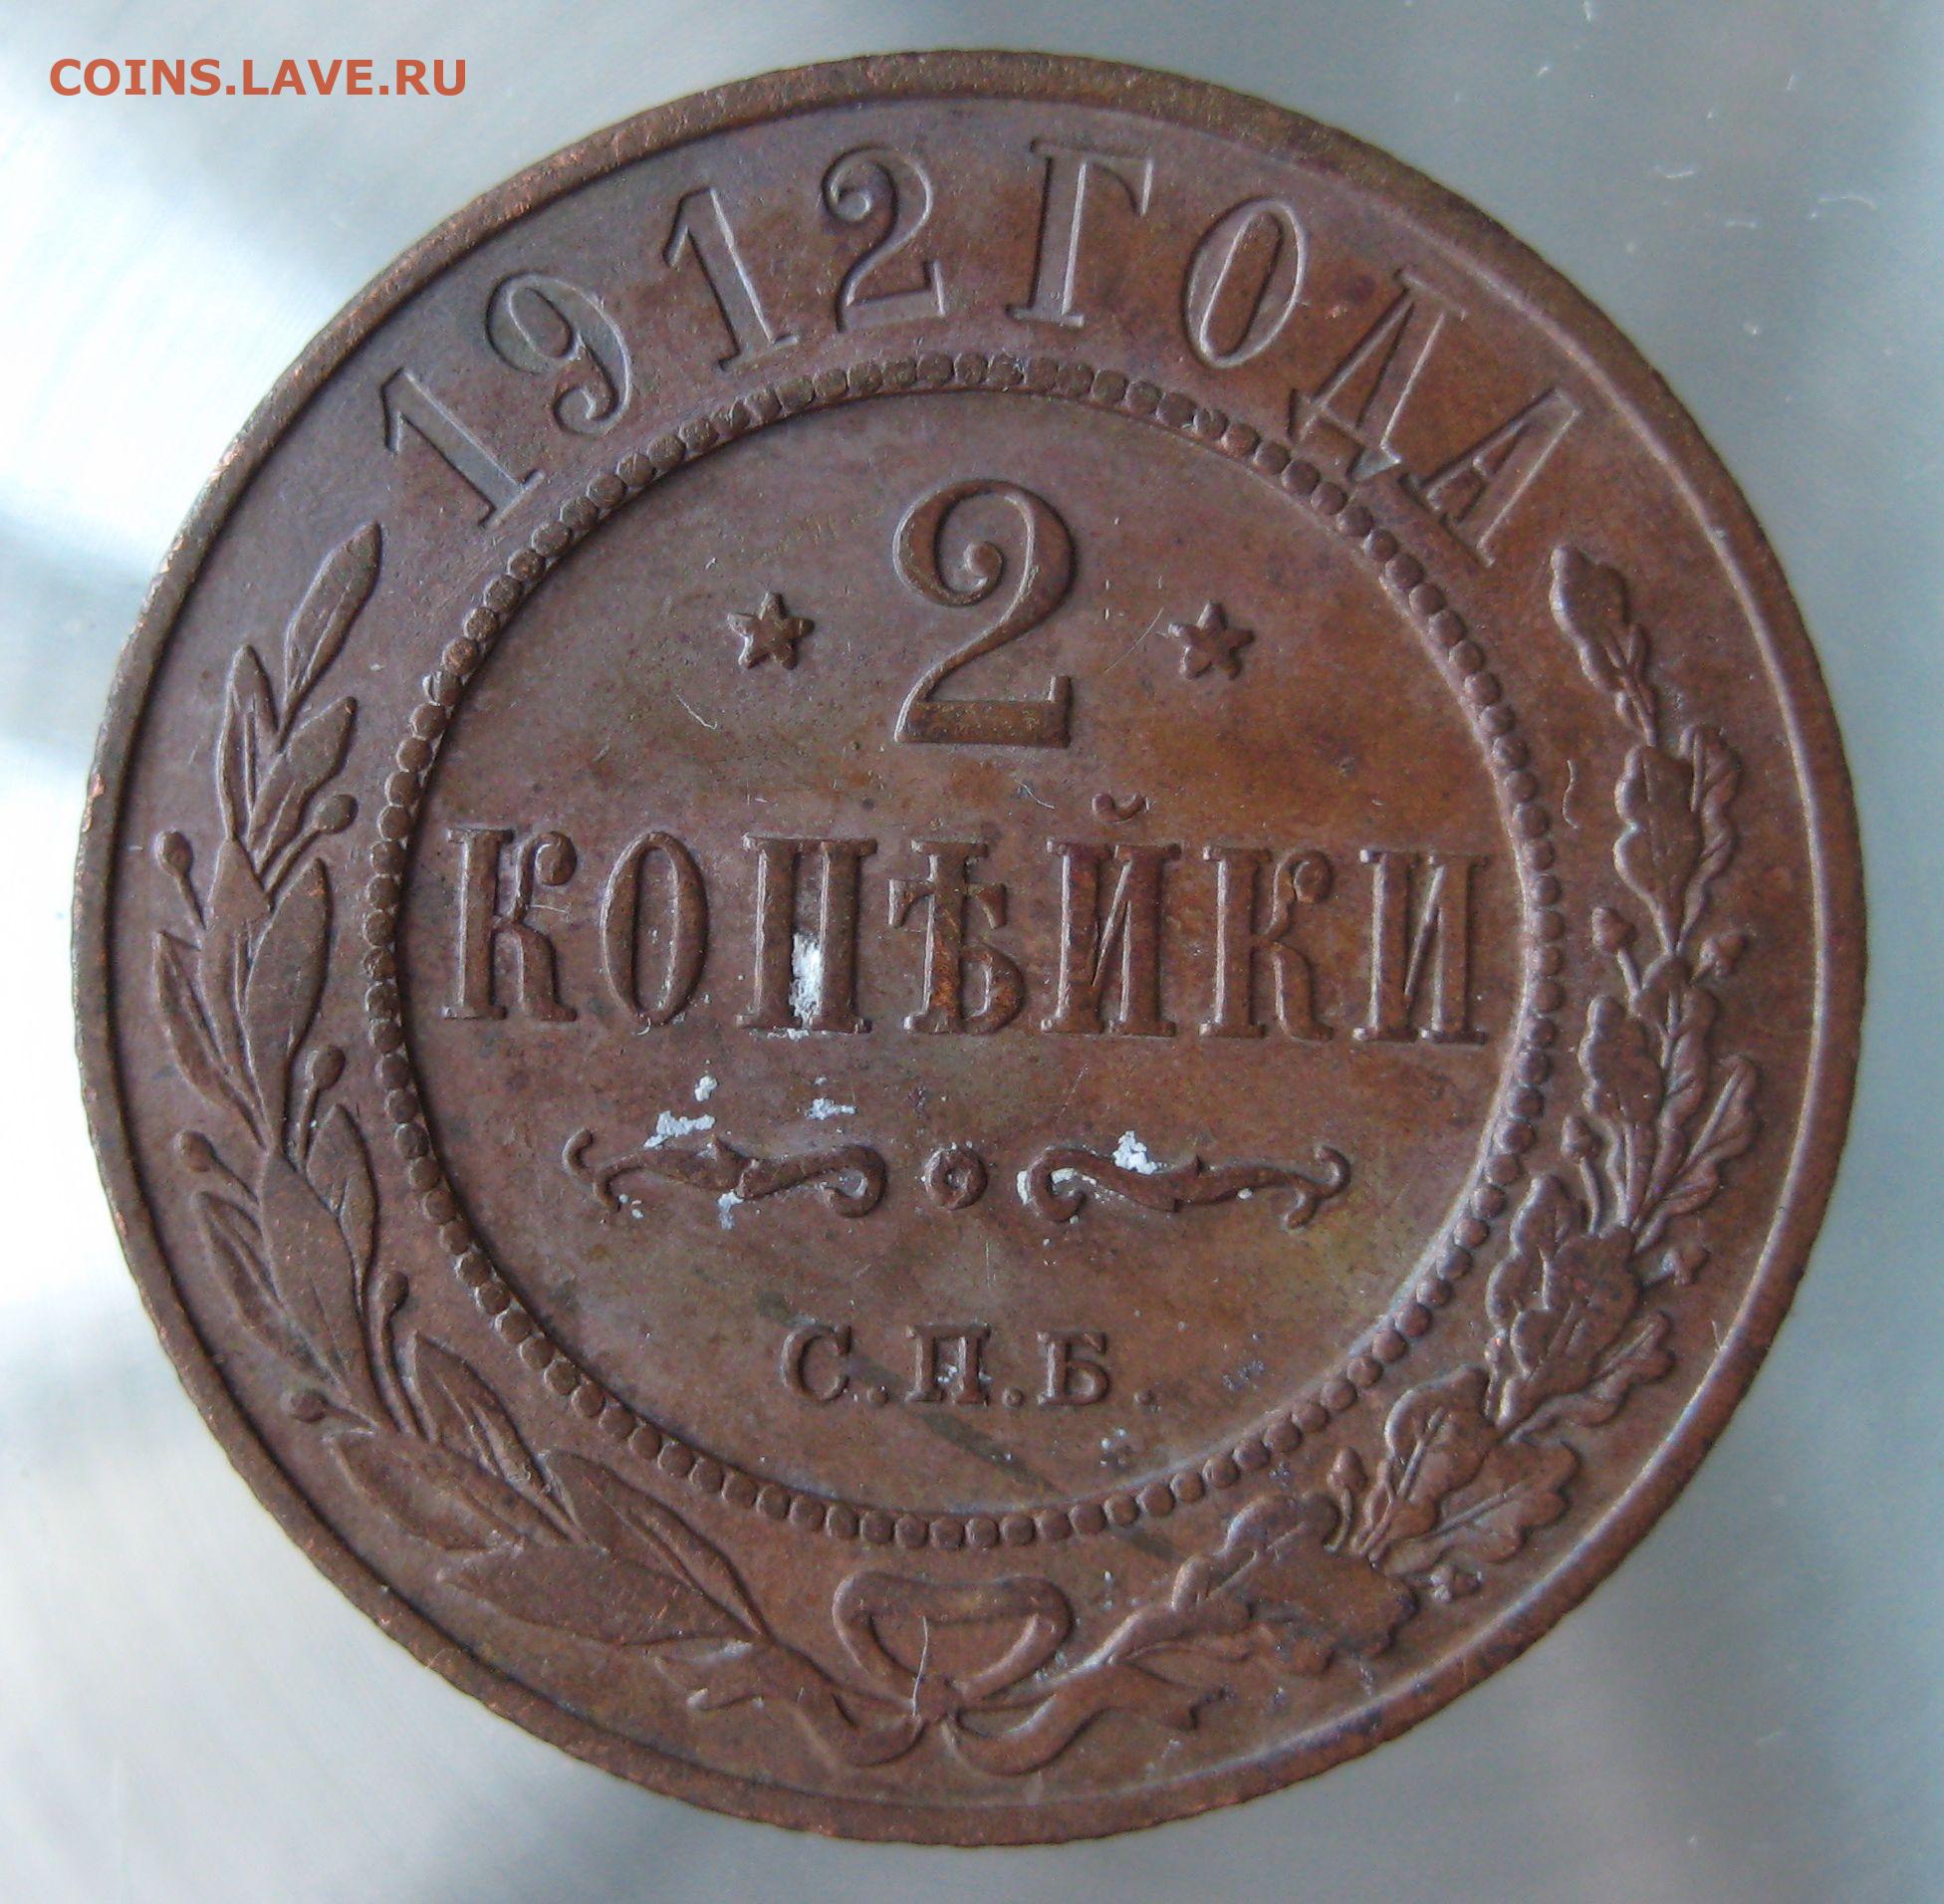 COINS.LAVE.RU
1912 ГОДА
2
КОПѢЙКИ
С.П.Б.